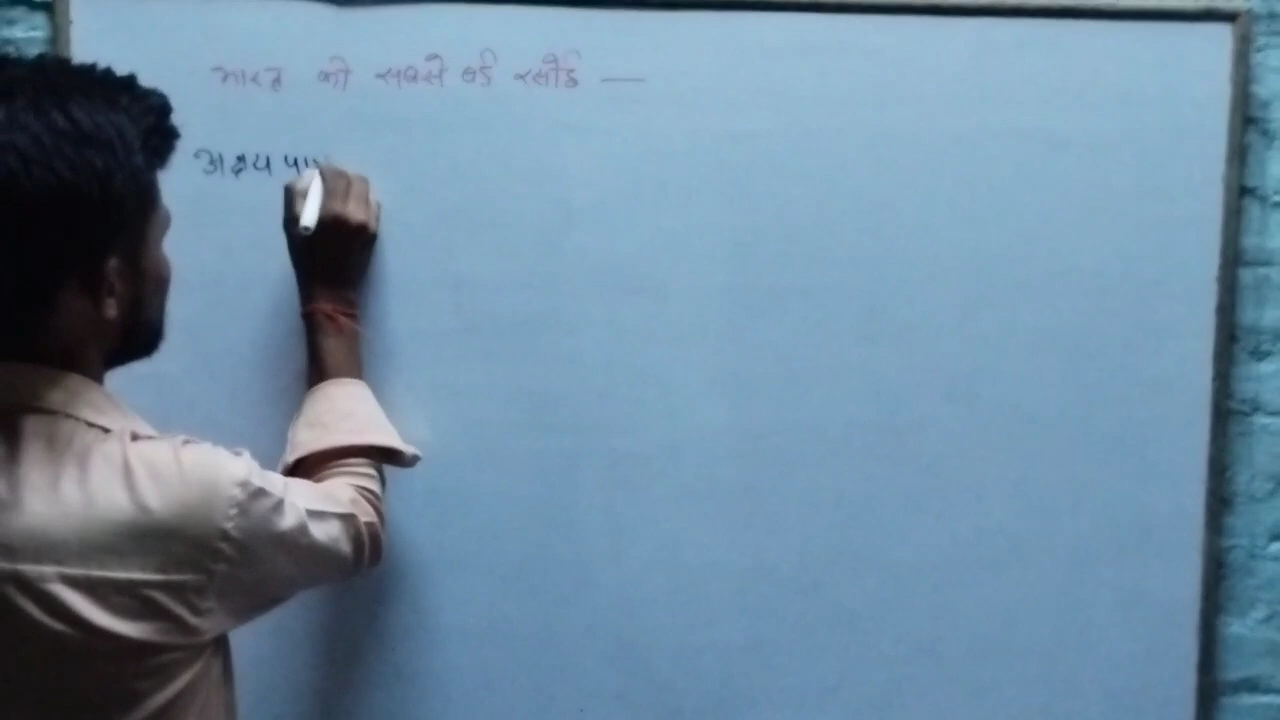 भारत की सबसे बडी रसोई —
अक्षय पा